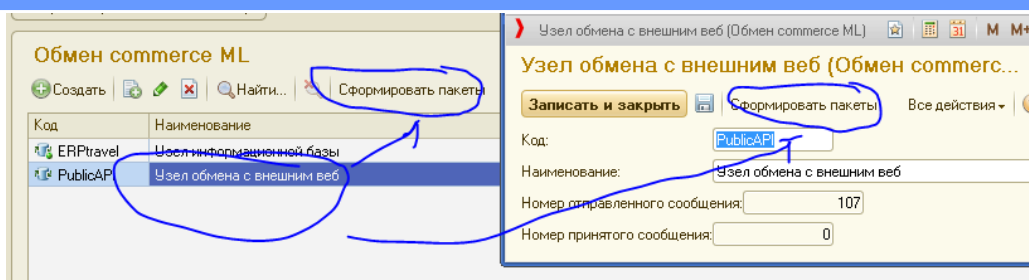 Обмен commerce ML
Создать Найти... Сформировать пакеты
Код Наименование
ERPtravel Узел информационной базы
PublicAPI Узел обмена с внешним веб
Узел обмена с внешним веб (Обмен commerce ML) 31 M M+
Узел обмена с внешним веб (Обмен commerc...
Записать и закрыть Сформировать пакеты Все действия
Код: PublicAPI
Наименование: Узел обмена с внешним веб
Номер отправленного сообщения: 107
Номер принятого сообщения: 0